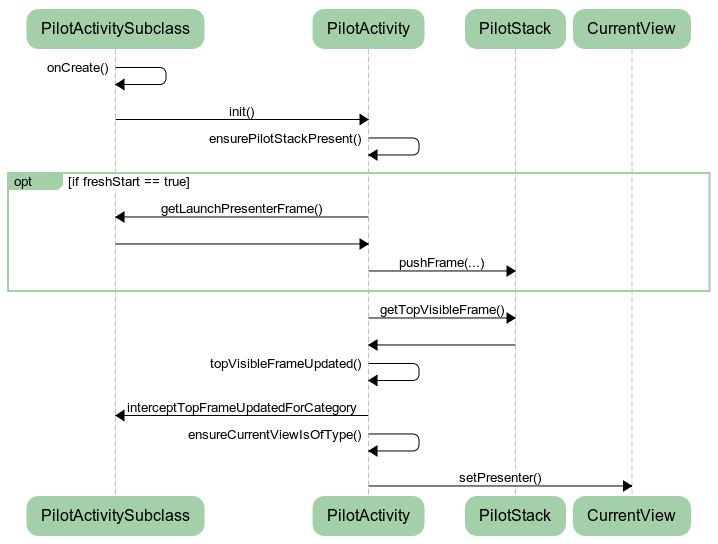 PilotActivitySubclass PilotActivity PilotStack CurrentView
onCreate()
init()
ensurePilotStackPresent()
opt [if freshStart == true]
getLaunchPresenterFrame()
pushFrame(...)
getTopVisibleFrame()
topVisibleFrameUpdated()
interceptTopFrameUpdatedForCategory
ensureCurrentViewIsOfType()
setPresenter()
PilotActivitySubclass PilotActivity PilotStack CurrentView